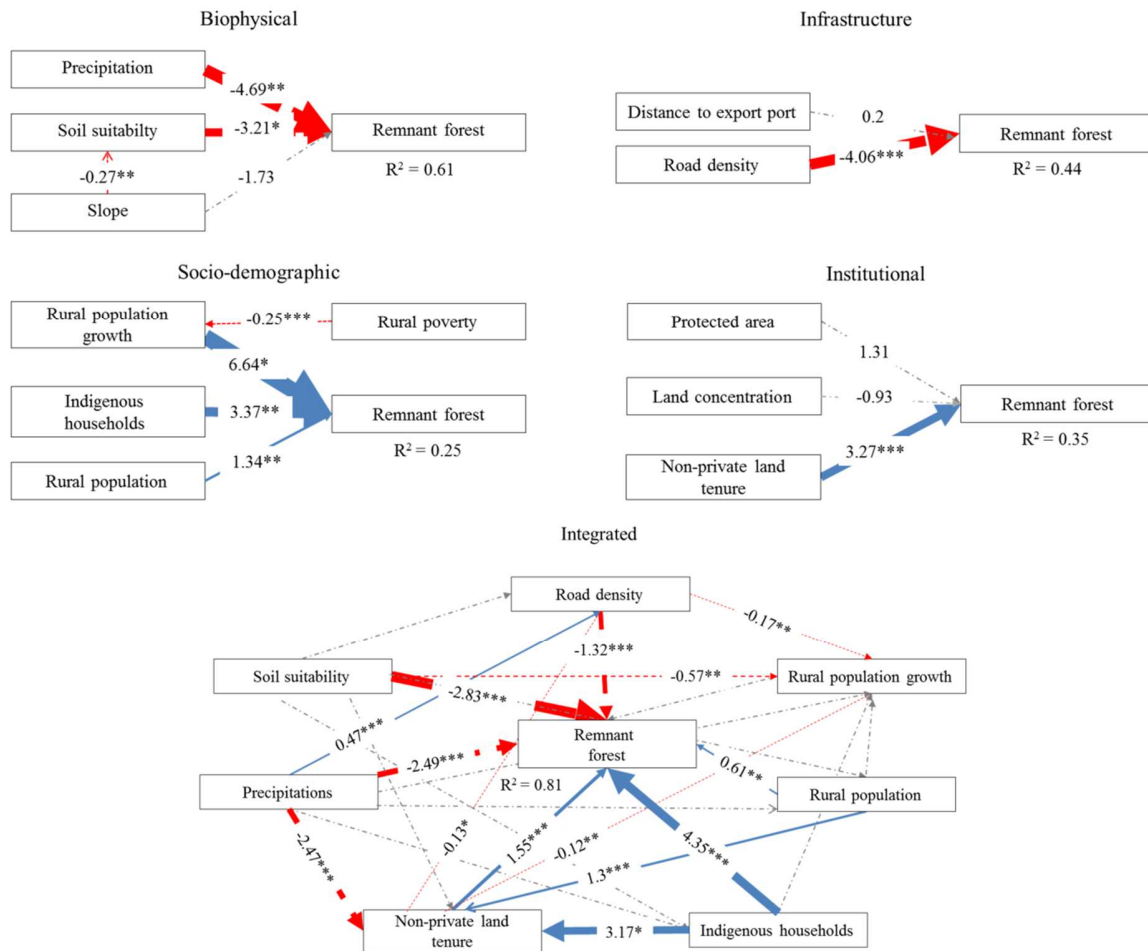 Biophysical
Precipitation
-4.69**
Soil suitabilty
-3.21*
Remnant forest
R² = 0.61
-0.27**
-1.73
Slope
Infrastructure
Distance to export port
0.2
Remnant forest
Road density
-4.06***
R² = 0.44
Socio-demographic
Rural population
growth
-0.25***
Rural poverty
6.64*
Indigenous
households
3.37**
Remnant forest
R² = 0.25
1.34**
Rural population
Institutional
Protected area
1.31
Land concentration
-0.93
Remnant forest
R² = 0.35
Non-private land
tenure
3.27***
Integrated
Road density
-0.17**
-1.32***
Soil suitability
-0.57**
Rural population growth
-2.83***
0.47***
Remnant
forest
-2.49***
0.61**
R² = 0.81
Precipitations
Rural population
-0.13*
1.55***
-0.12**
4.35***
-2.47***
1.3***
Non-private land
tenure
3.17*
Indigenous households